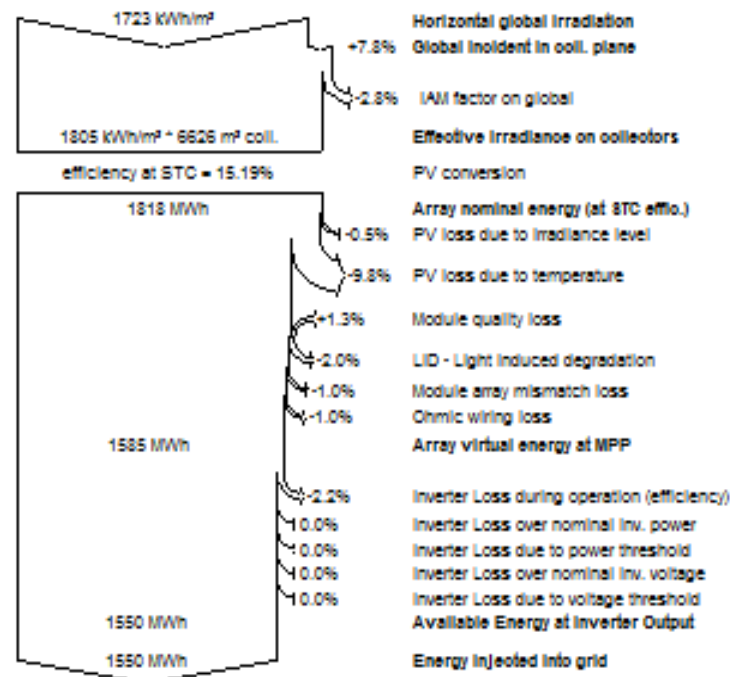 1723 kWh/m² Horizontal global irradiation
+7.8% Global incident in coll. plane
-2.8% IAM factor on global
1805 kWh/m² * 6626 m² coll. Effective irradiance on collectors
efficiency at STC = 15.19% PV conversion
1818 MWh Array nominal energy (at STC effic.)
-0.5% PV loss due to irradiance level
-9.8% PV loss due to temperature
+1.3% Module quality loss
-2.0% LID - Light induced degradation
-1.0% Module array mismatch loss
-1.0% Ohmic wiring loss
1585 MWh Array virtual energy at MPP
-2.2% Inverter Loss during operation (efficiency)
0.0% Inverter Loss over nominal inv. power
0.0% Inverter Loss due to power threshold
0.0% Inverter Loss over nominal inv. voltage
0.0% Inverter Loss due to voltage threshold
1550 MWh Available Energy at Inverter Output
1550 MWh Energy injected into grid